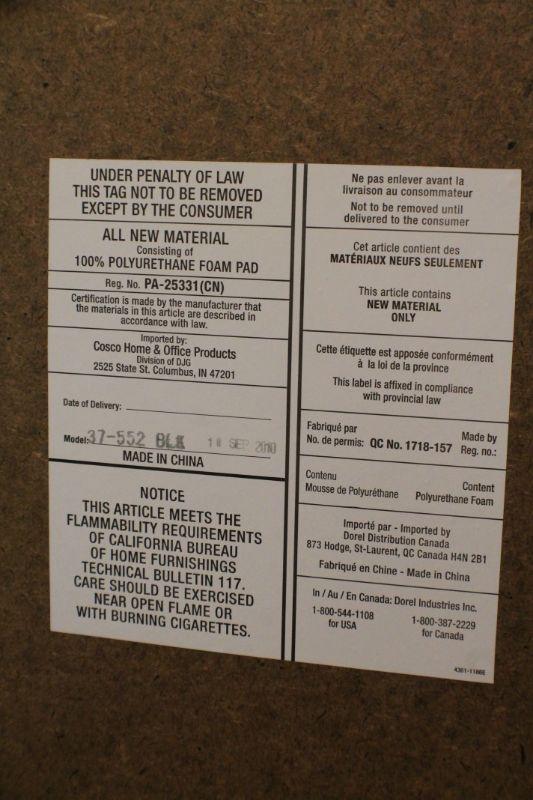 UNDER PENALTY OF LAW
THIS TAG NOT TO BE REMOVED
EXCEPT BY THE CONSUMER
ALL NEW MATERIAL
Consisting of
100% POLYURETHANE FOAM PAD
Reg. No. PA-25331(CN)
Certification is made by the manufacturer that
the materials in this article are described in
accordance with law.
Imported by:
Cosco Home & Office Products
Division of DJG
2525 State St. Columbus, IN 47201
Date of Delivery:
Model: 37-552 BLK SEP 2010
MADE IN CHINA
NOTICE
THIS ARTICLE MEETS THE
FLAMMABILITY REQUIREMENTS
OF CALIFORNIA BUREAU
OF HOME FURNISHINGS
TECHNICAL BULLETIN 117.
CARE SHOULD BE EXERCISED
NEAR OPEN FLAME OR
WITH BURNING CIGARETTES.
Ne pas enlever avant la
livraison au consommateur
Not to be removed until
delivered to the consumer
Cet article contient des
MATÉRIAUX NEUFS SEULEMENT
This article contains
NEW MATERIAL
ONLY
Cette étiquette est apposée conformément
à la loi de la province
This label is affixed in compliance
with provincial law
Fabriqué par Made by
No. de permis: QC No. 1718-157 Reg. no.:
Contenu Content
Mousse de Polyuréthane Polyurethane Foam
Importé par - Imported by
Dorel Distribution Canada
873 Hodge, St-Laurent, QC Canada H4N 2B1
Fabriqué en Chine - Made in China
In / Au / En Canada: Dorel Industries Inc.
1-800-544-1108 1-800-387-2229
for USA for Canada
4361-1186E